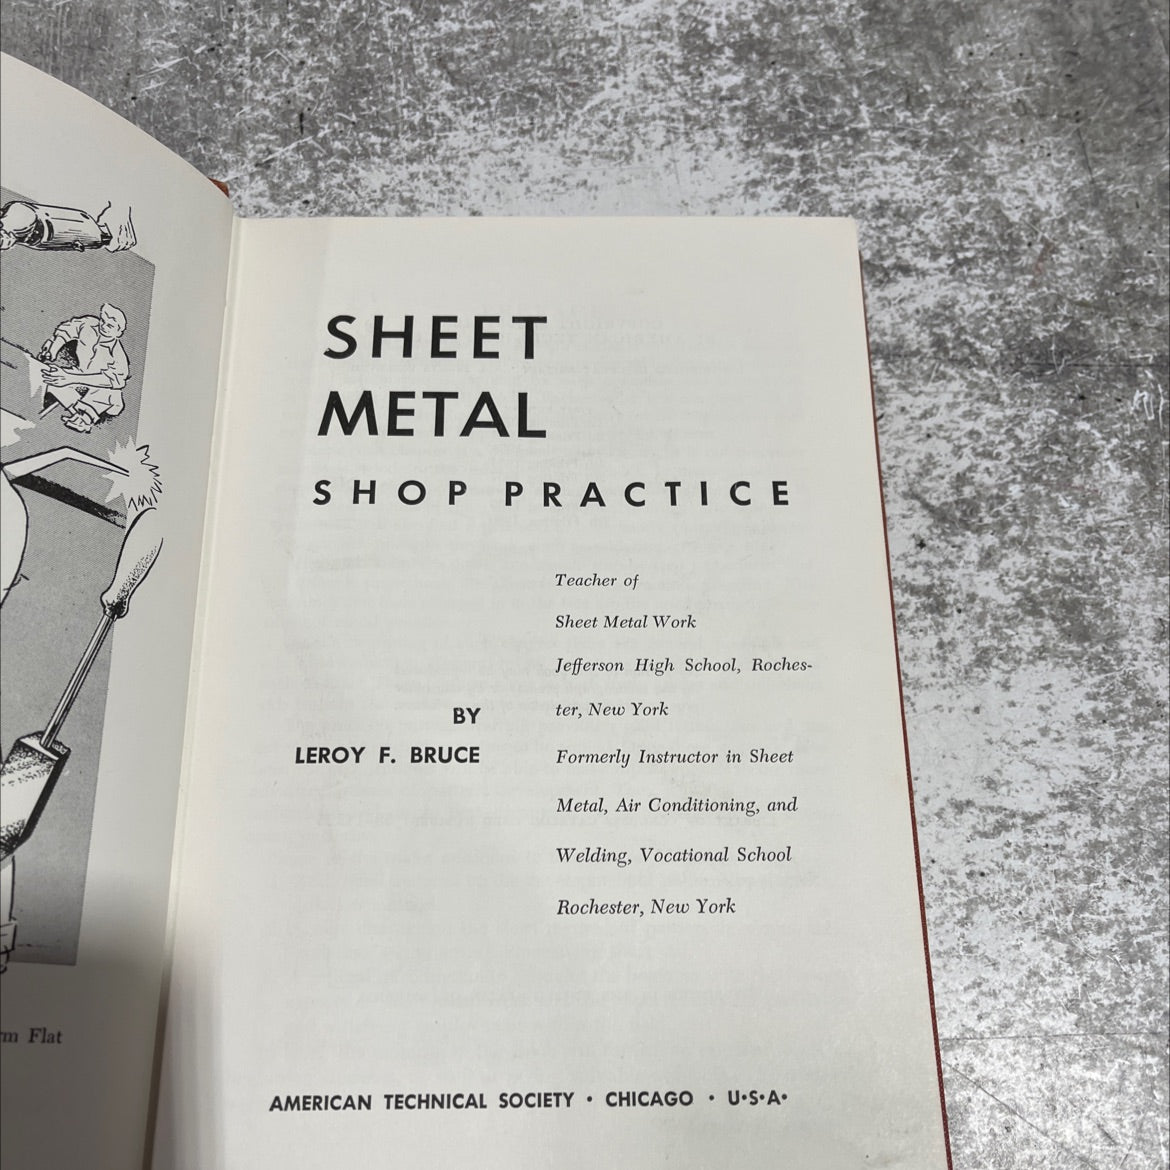 SHEET
METAL
SHOP PRACTICE
Teacher of
Sheet Metal Work
Jefferson High School, Roches-
ter, New York
BY
LEROY F. BRUCE
Formerly Instructor in Sheet
Metal, Air Conditioning, and
Welding, Vocational School
Rochester, New York
Flat
AMERICAN TECHNICAL SOCIETY • CHICAGO • U•S•A•